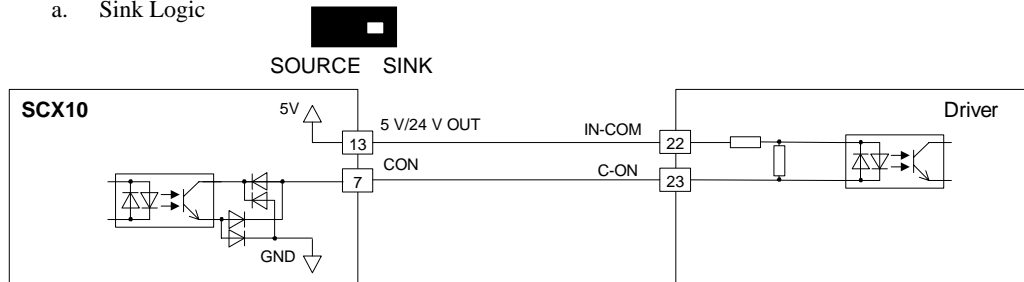 a. Sink Logic
SOURCE SINK
SCX10
5V
13
5 V/24 V OUT
IN-COM
22
Driver
7
CON
C-ON
23
GND